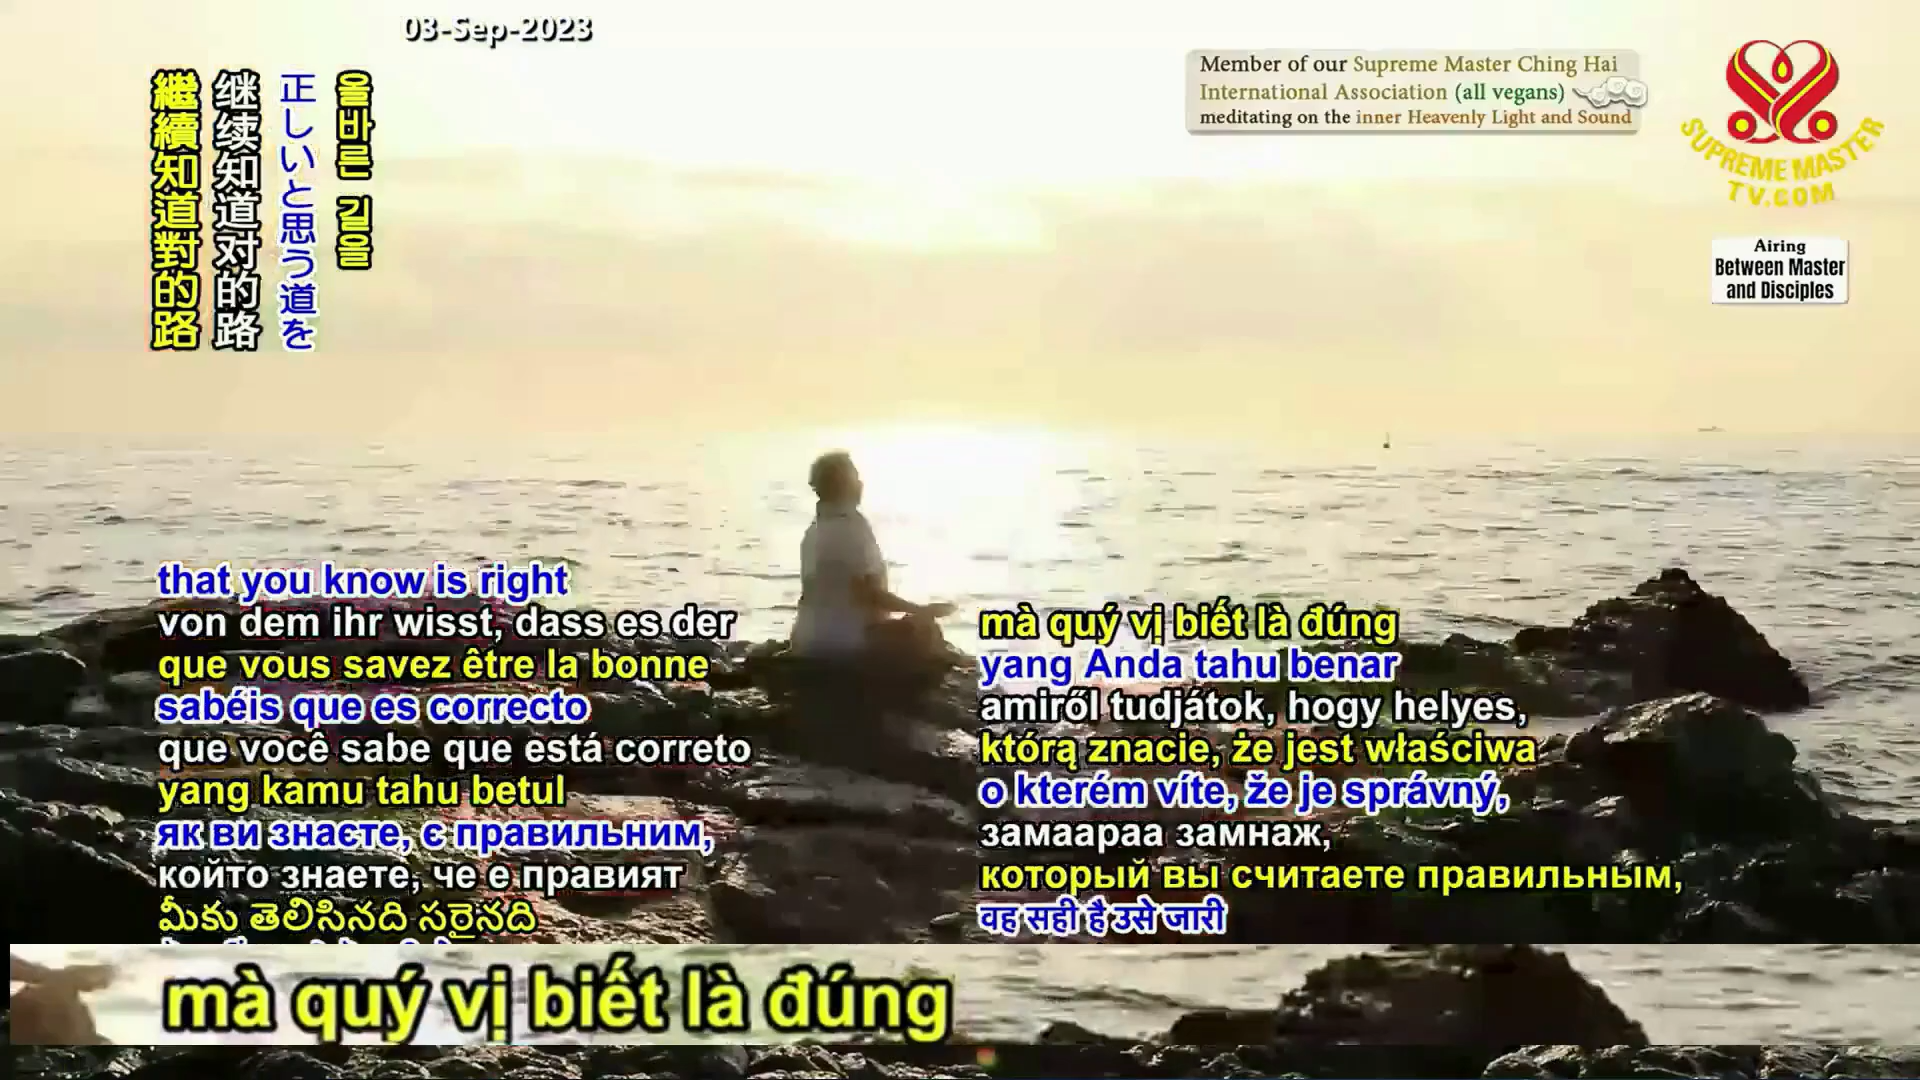 03-Sep-2023
Member of our Supreme Master Ching Hai
International Association (all vegans)
meditating on the inner Heavenly Light and Sound
SUPREME MASTER
TV.COM
Airing
Between Master
and Disciples
올바른 길을
正しいと思う道を
继续知道对的路
繼續知道對的路
that you know is right
von dem ihr wisst, dass es der
que vous savez être la bonne
sabéis que es correcto
que você sabe que está correto
yang kamu tahu betul
як ви знаєте, є правильним,
който знаете, че е правият
మీకు తెలిసినది సరైనది
mà quý vị biết là đúng
yang Anda tahu benar
amiről tudjátok, hogy helyes,
którą znacie, że jest właściwa
o kterém víte, že je správný,
замаараа замнаж,
который вы считаете правильным,
वह सही है उसे जारी
mà quý vị biết là đúng